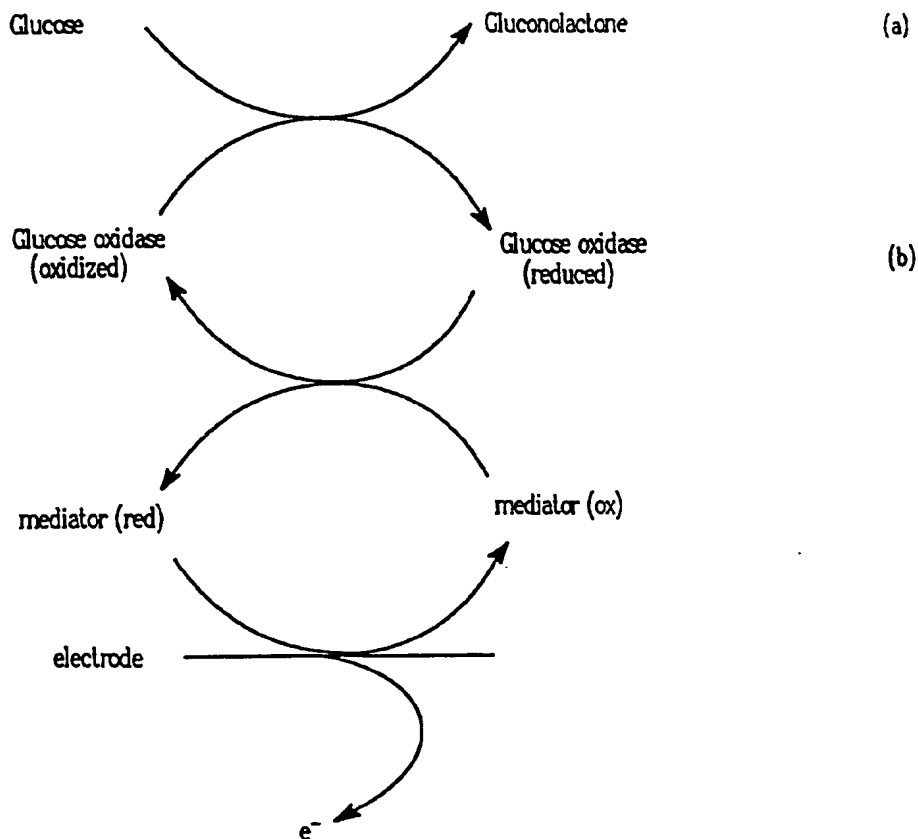 Glucose
Gluconolactone
(a)
Glucose oxidase
(oxidized)
Glucose oxidase
(reduced)
(b)
mediator (red)
mediator (ox)
electrode
e⁻